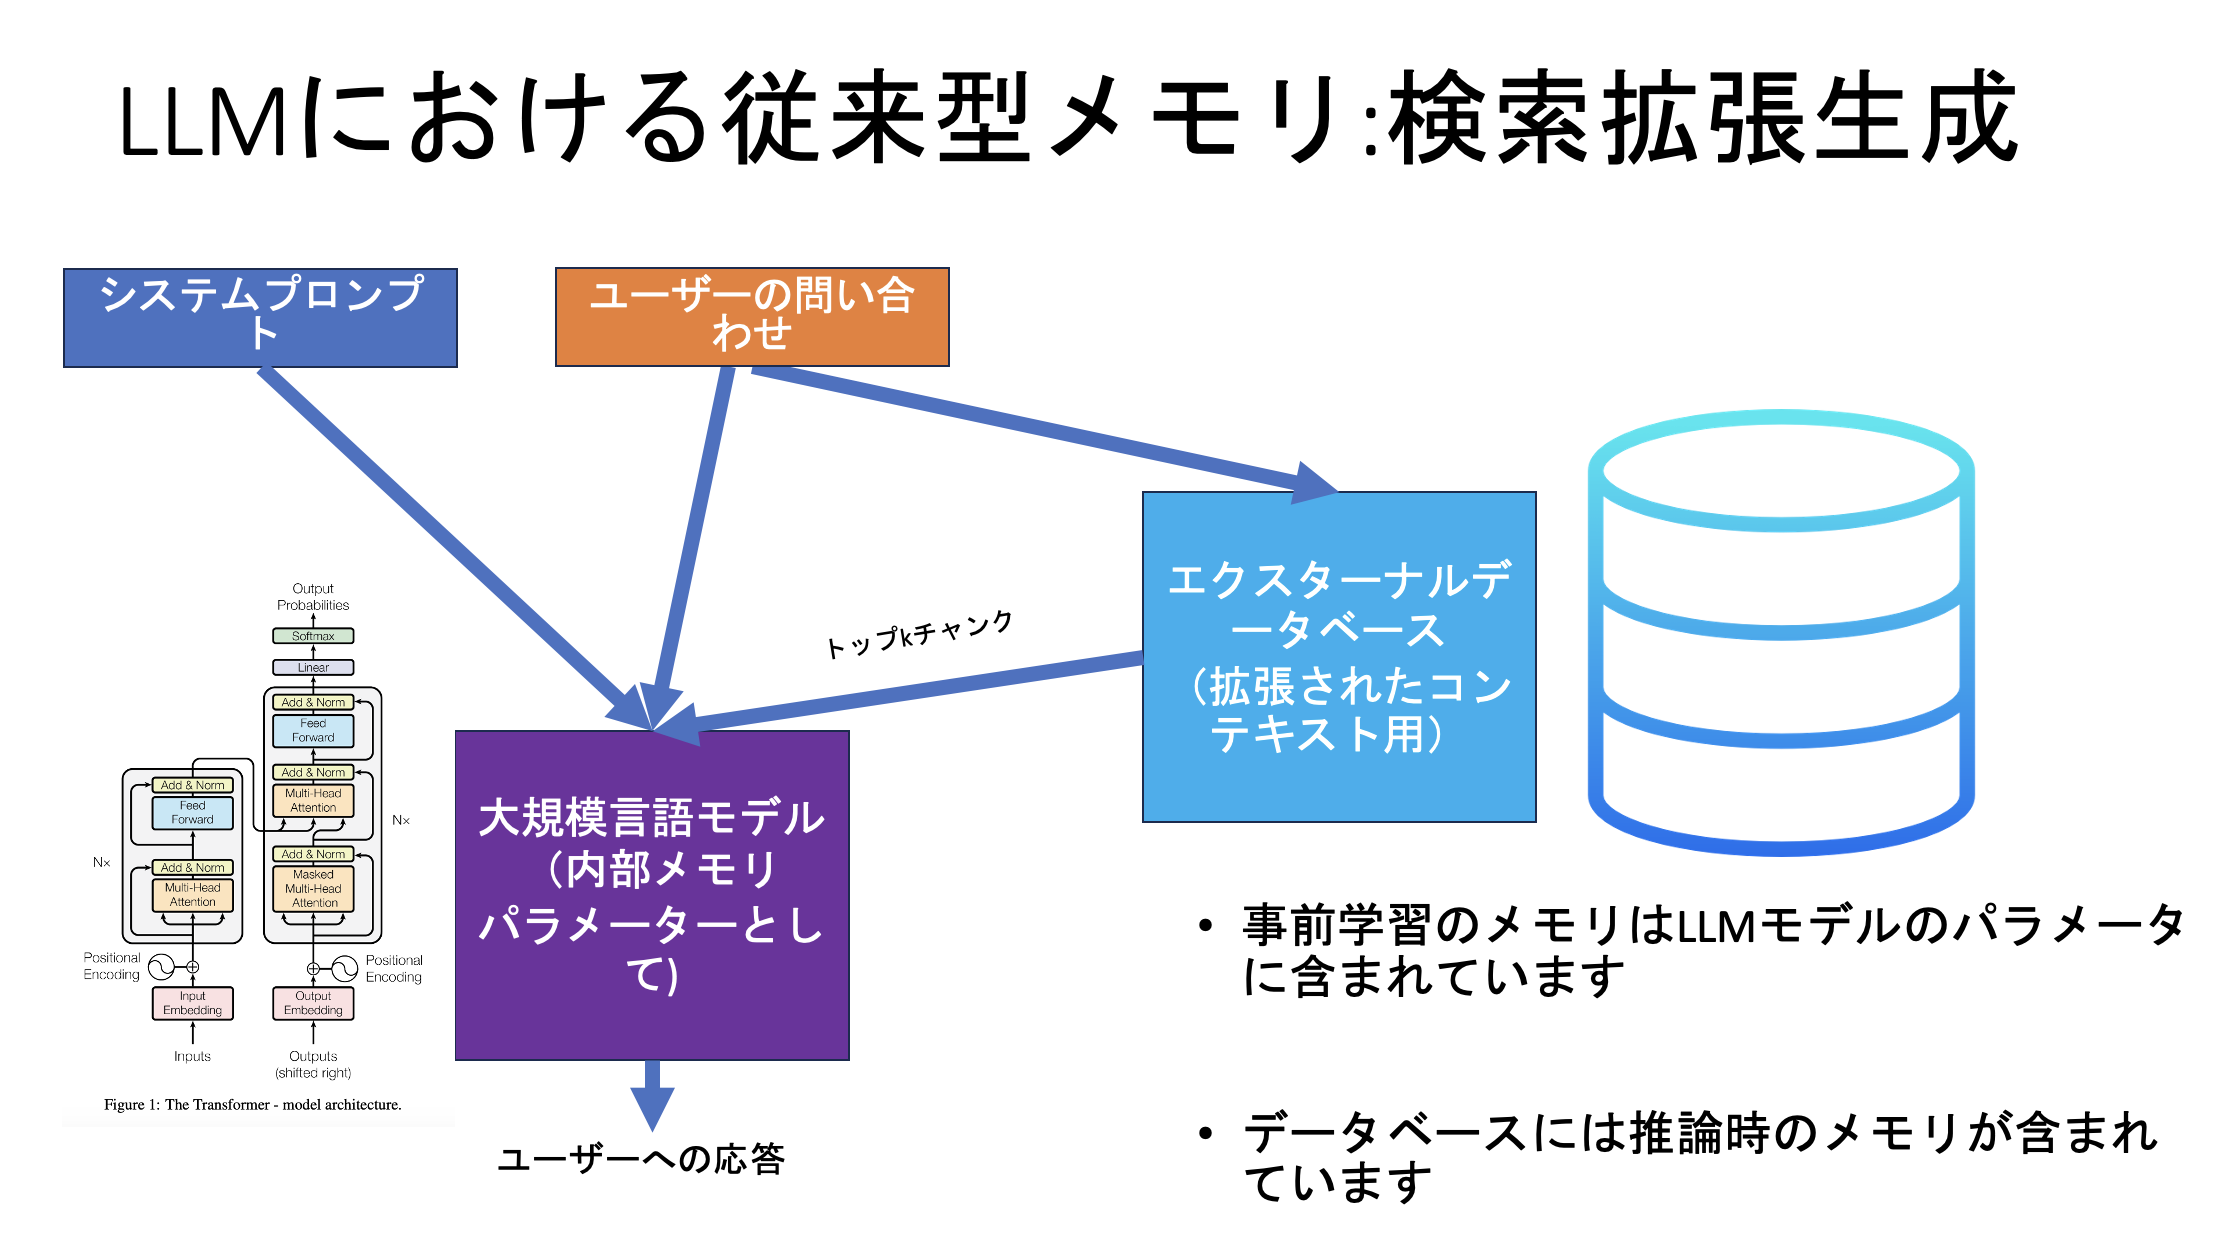 LLMにおける従来型メモリ:検索拡張生成
システムプロンプ
ト
ユーザーの問い合
わせ
トップkチャンク
エクスターナルデ
ータベース
（拡張されたコン
テキスト用）
大規模言語モデル
（内部メモリ
パラメーターとし
て)
ユーザーへの応答
Output
Probabilities
Softmax
Linear
Add & Norm
Feed
Forward
Add & Norm
Multi-Head
Attention
Nx
Add & Norm
Masked
Multi-Head
Attention
Add & Norm
Feed
Forward
Nx
Add & Norm
Multi-Head
Attention
Positional
Encoding
Positional
Encoding
Input
Embedding
Output
Embedding
Inputs
Outputs
(shifted right)
Figure 1: The Transformer - model architecture.
• 事前学習のメモリはLLMモデルのパラメータ
に含まれています
• データベースには推論時のメモリが含まれ
ています